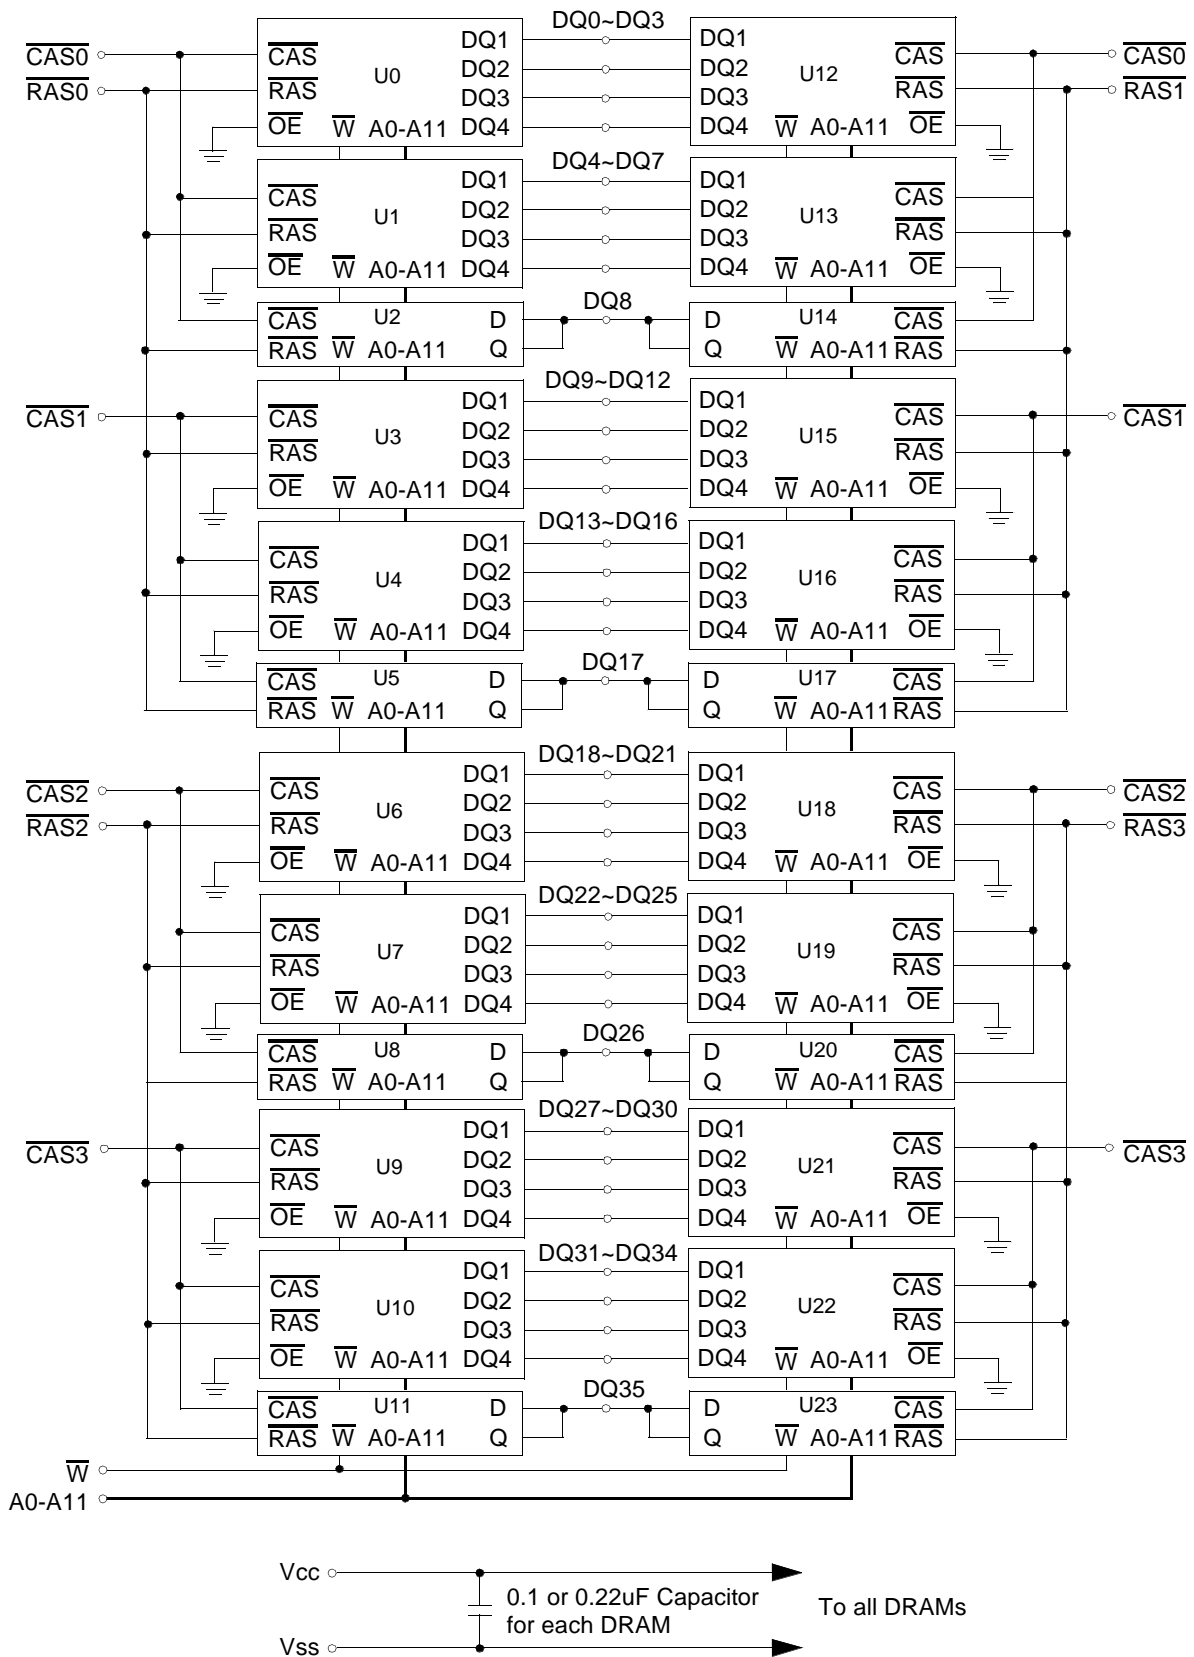 DQ0~DQ3
CAS0 CAS U0 DQ1 DQ1 U12 CAS CAS0
RAS0 RAS DQ2 DQ2 RAS RAS1
DQ3 DQ3
OE W A0-A11 DQ4 DQ4 W A0-A11 OE
DQ4~DQ7
CAS U1 DQ1 DQ1 U13 CAS
RAS DQ2 DQ2 RAS
DQ3 DQ3
OE W A0-A11 DQ4 DQ4 W A0-A11 OE
DQ8
CAS U2 D D U14 CAS
RAS W A0-A11 Q Q W A0-A11 RAS
DQ9~DQ12
CAS1 CAS U3 DQ1 DQ1 U15 CAS CAS1
RAS DQ2 DQ2 RAS
DQ3 DQ3
OE W A0-A11 DQ4 DQ4 W A0-A11 OE
DQ13~DQ16
CAS U4 DQ1 DQ1 U16 CAS
RAS DQ2 DQ2 RAS
DQ3 DQ3
OE W A0-A11 DQ4 DQ4 W A0-A11 OE
DQ17
CAS U5 D D U17 CAS
RAS W A0-A11 Q Q W A0-A11 RAS
DQ18~DQ21
CAS2 CAS U6 DQ1 DQ1 U18 CAS CAS2
RAS2 RAS DQ2 DQ2 RAS RAS3
DQ3 DQ3
OE W A0-A11 DQ4 DQ4 W A0-A11 OE
DQ22~DQ25
CAS U7 DQ1 DQ1 U19 CAS
RAS DQ2 DQ2 RAS
DQ3 DQ3
OE W A0-A11 DQ4 DQ4 W A0-A11 OE
DQ26
CAS U8 D D U20 CAS
RAS W A0-A11 Q Q W A0-A11 RAS
DQ27~DQ30
CAS3 CAS U9 DQ1 DQ1 U21 CAS CAS3
RAS DQ2 DQ2 RAS
DQ3 DQ3
OE W A0-A11 DQ4 DQ4 W A0-A11 OE
DQ31~DQ34
CAS U10 DQ1 DQ1 U22 CAS
RAS DQ2 DQ2 RAS
DQ3 DQ3
OE W A0-A11 DQ4 DQ4 W A0-A11 OE
DQ35
CAS U11 D D U23 CAS
RAS W A0-A11 Q Q W A0-A11 RAS
W
A0-A11
Vcc
0.1 or 0.22uF Capacitor
for each DRAM
To all DRAMs
Vss